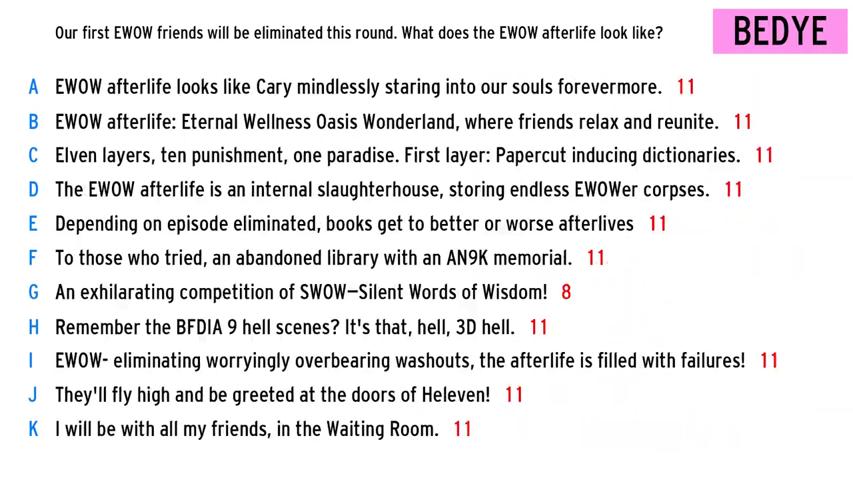 Our first EWOW friends will be eliminated this round. What does the EWOW afterlife look like?
BEDYE
A EWOW afterlife looks like Cary mindlessly staring into our souls forevermore. 11
B EWOW afterlife: Eternal Wellness Oasis Wonderland, where friends relax and reunite. 11
C Elven layers, ten punishment, one paradise. First layer: Papercut inducing dictionaries. 11
D The EWOW afterlife is an internal slaughterhouse, storing endless EWOWer corpses. 11
E Depending on episode eliminated, books get to better or worse afterlives 11
F To those who tried, an abandoned library with an AN9K memorial. 11
G An exhilarating competition of SWOW—Silent Words of Wisdom! 8
H Remember the BFDIA 9 hell scenes? It's that, hell, 3D hell. 11
I EWOW- eliminating worryingly overbearing washouts, the afterlife is filled with failures! 11
J They'll fly high and be greeted at the doors of Heleven! 11
K I will be with all my friends, in the Waiting Room. 11